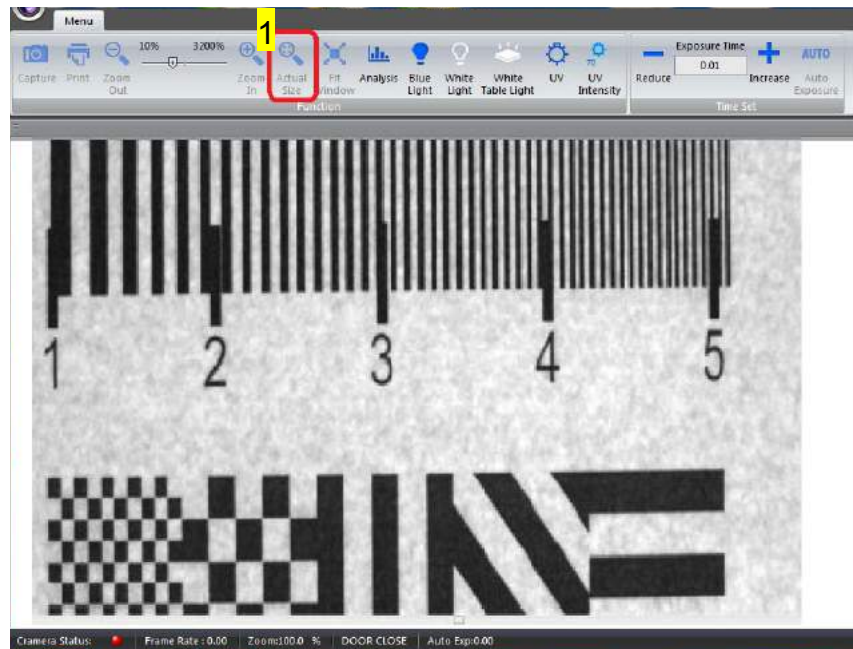 Menu
1
10% 3200%
Capture Print Zoom Out Zoom In Actual Size Fit Window Analysis Blue Light White Light White Table Light UV UV Intensity
Function
Exposure Time
0.01
Reduce Increase
AUTO
Auto Exposure
Time Set
1 2 3 4 5
Cramera Status: Frame Rate : 0.00 Zoom:100.0 % DOOR CLOSE Auto Exp:0.00